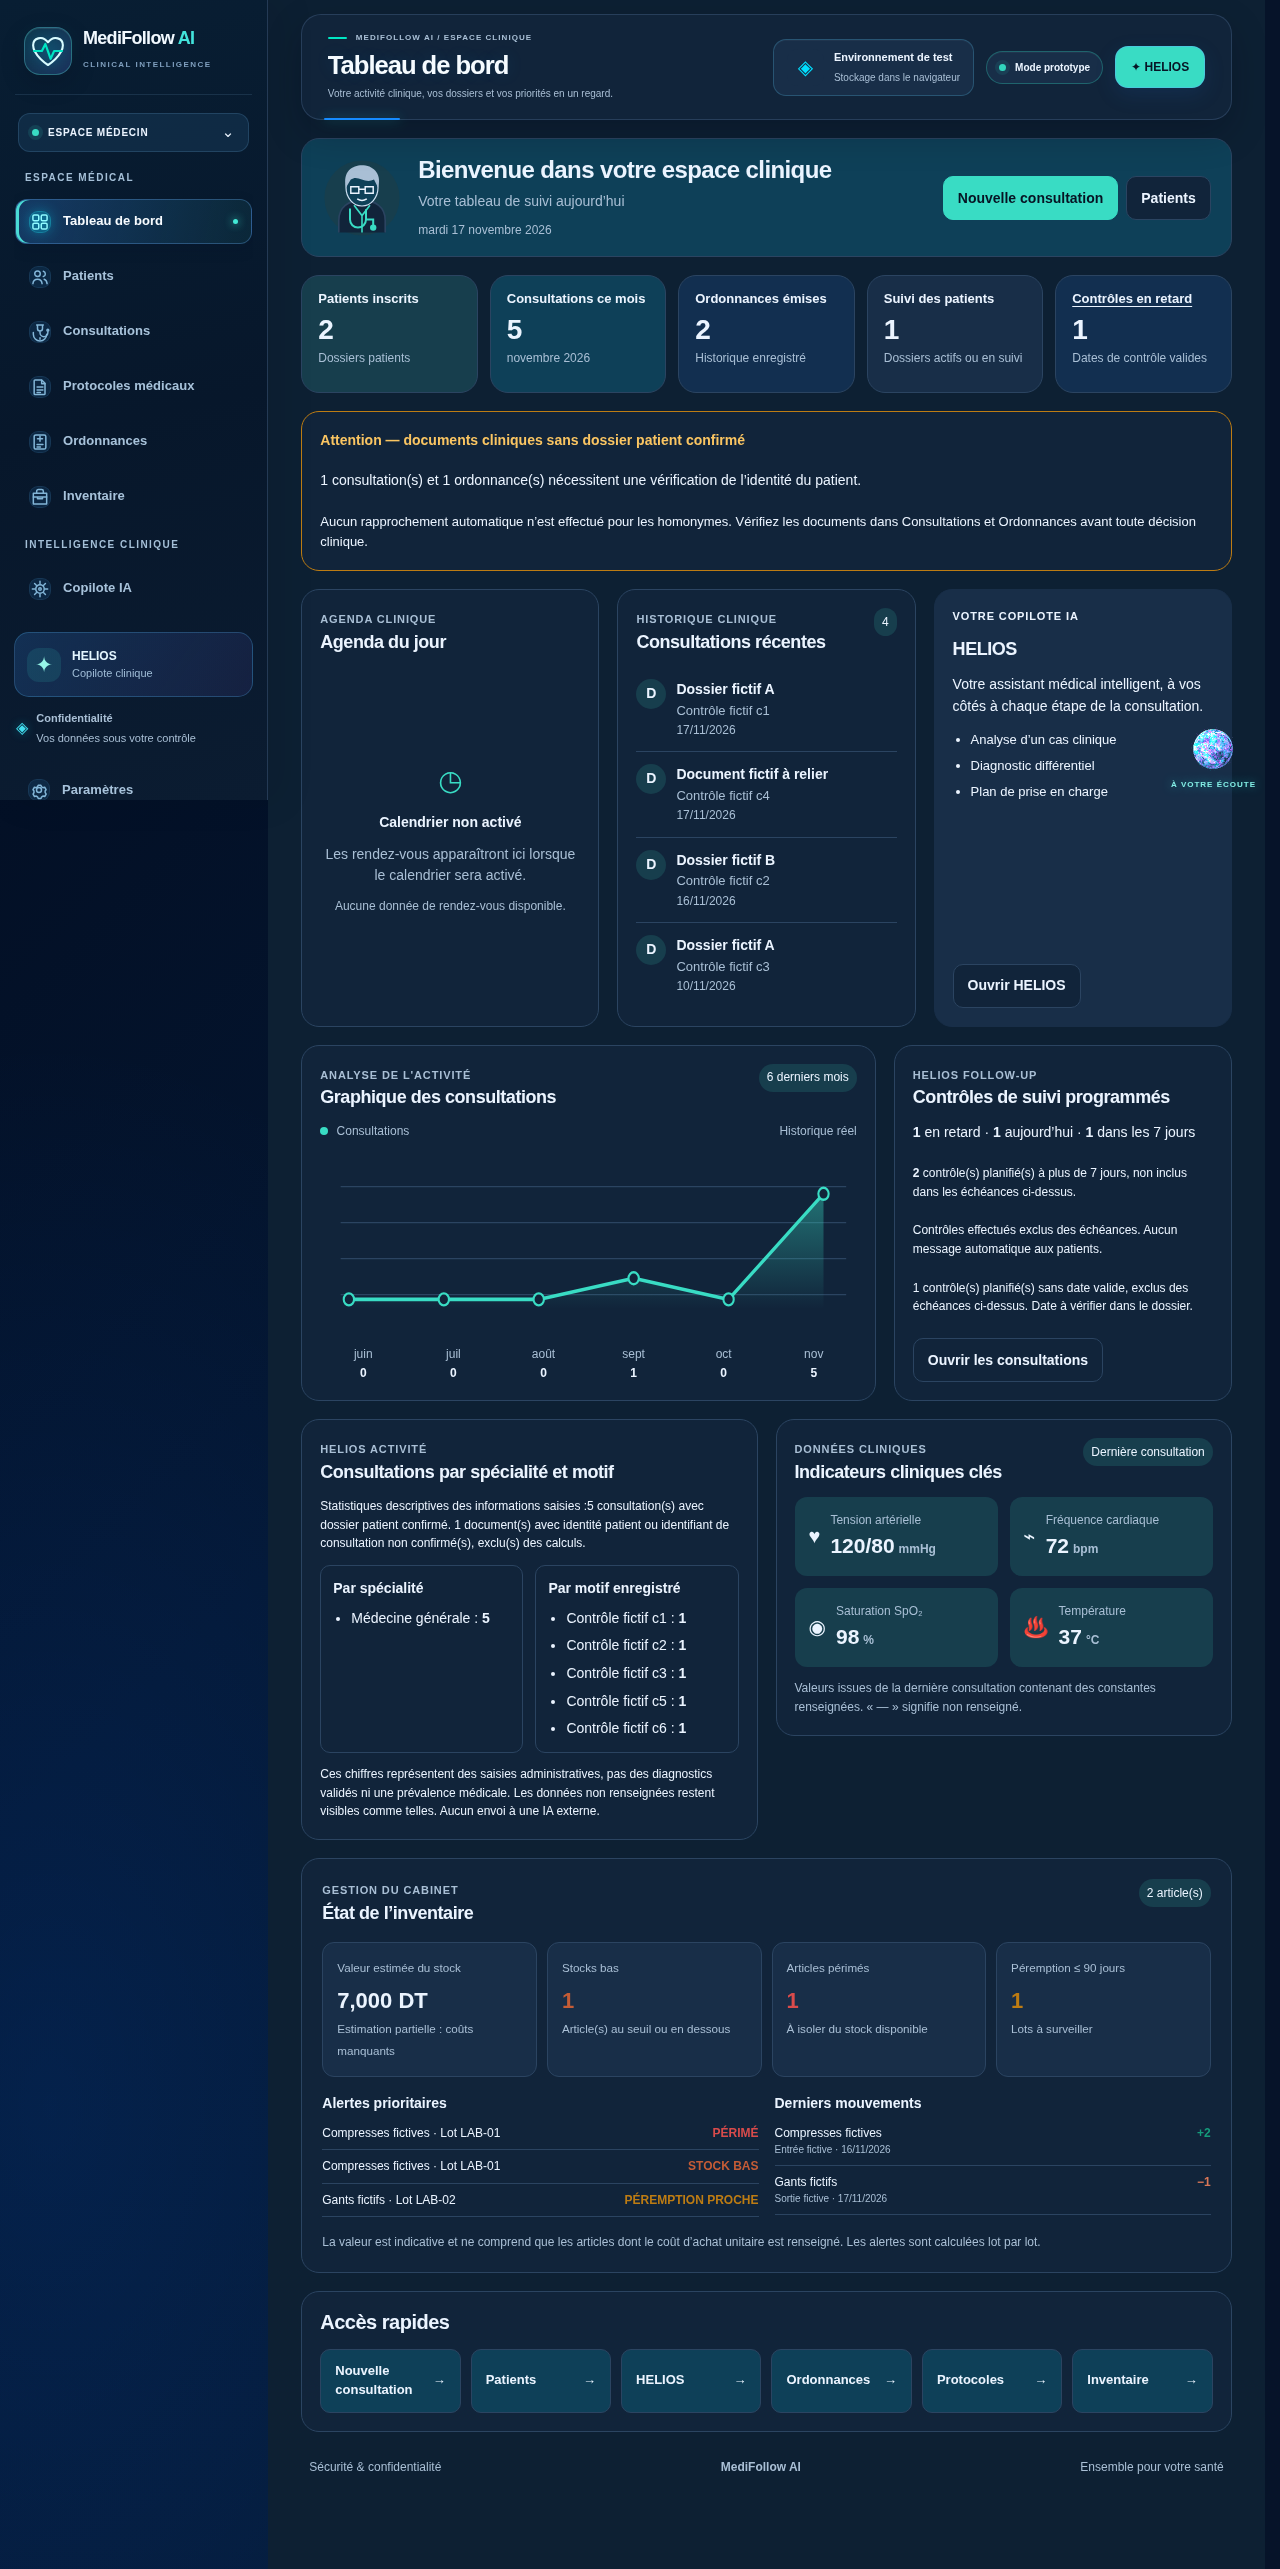 MediFollow AI
CLINICAL INTELLIGENCE
ESPACE MÉDECIN
ESPACE MÉDICAL
Tableau de bord
Patients
Consultations
Protocoles médicaux
Ordonnances
Inventaire
INTELLIGENCE CLINIQUE
Copilote IA
HELIOS
Copilote clinique
Confidentialité
Vos données sous votre contrôle
Paramètres
MEDIFOLLOW AI / ESPACE CLINIQUE
Tableau de bord
Votre activité clinique, vos dossiers et vos priorités en un regard.
Environnement de test
Stockage dans le navigateur
Mode prototype
✦ HELIOS
Bienvenue dans votre espace clinique
Votre tableau de suivi aujourd’hui
mardi 17 novembre 2026
Nouvelle consultation
Patients
Patients inscrits
2
Dossiers patients
Consultations ce mois
5
novembre 2026
Ordonnances émises
2
Historique enregistré
Suivi des patients
1
Dossiers actifs ou en suivi
Contrôles en retard
1
Dates de contrôle valides
Attention — documents cliniques sans dossier patient confirmé
1 consultation(s) et 1 ordonnance(s) nécessitent une vérification de l’identité du patient.
Aucun rapprochement automatique n’est effectué pour les homonymes. Vérifiez les documents dans Consultations et Ordonnances avant toute décision
clinique.
AGENDA CLINIQUE
Agenda du jour
Calendrier non activé
Les rendez-vous apparaîtront ici lorsque
le calendrier sera activé.
Aucune donnée de rendez-vous disponible.
HISTORIQUE CLINIQUE
Consultations récentes
4
D
Dossier fictif A
Contrôle fictif c1
17/11/2026
D
Document fictif à relier
Contrôle fictif c4
17/11/2026
D
Dossier fictif B
Contrôle fictif c2
16/11/2026
D
Dossier fictif A
Contrôle fictif c3
10/11/2026
VOTRE COPILOTE IA
HELIOS
Votre assistant médical intelligent, à vos
côtés à chaque étape de la consultation.
• Analyse d’un cas clinique
• Diagnostic différentiel
• Plan de prise en charge
À VOTRE ÉCOUTE
Ouvrir HELIOS
ANALYSE DE L'ACTIVITÉ
Graphique des consultations
6 derniers mois
Consultations
Historique réel
juin juil août sept oct nov
0 0 0 1 0 5
HELIOS FOLLOW-UP
Contrôles de suivi programmés
1 en retard · 1 aujourd’hui · 1 dans les 7 jours
2 contrôle(s) planifié(s) à plus de 7 jours, non inclus
dans les échéances ci-dessus.
Contrôles effectués exclus des échéances. Aucun
message automatique aux patients.
1 contrôle(s) planifié(s) sans date valide, exclus des
échéances ci-dessus. Date à vérifier dans le dossier.
Ouvrir les consultations
HELIOS ACTIVITÉ
Consultations par spécialité et motif
Statistiques descriptives des informations saisies :5 consultation(s) avec
dossier patient confirmé. 1 document(s) avec identité patient ou identifiant de
consultation non confirmé(s), exclu(s) des calculs.
Par spécialité
• Médecine générale : 5
Par motif enregistré
• Contrôle fictif c1 : 1
• Contrôle fictif c2 : 1
• Contrôle fictif c3 : 1
• Contrôle fictif c5 : 1
• Contrôle fictif c6 : 1
Ces chiffres représentent des saisies administratives, pas des diagnostics
validés ni une prévalence médicale. Les données non renseignées restent
visibles comme telles. Aucun envoi à une IA externe.
DONNÉES CLINIQUES
Indicateurs cliniques clés
Dernière consultation
Tension artérielle
120/80 mmHg
Fréquence cardiaque
72 bpm
Saturation SpO₂
98 %
Température
37 °C
Valeurs issues de la dernière consultation contenant des constantes
renseignées. « — » signifie non renseigné.
GESTION DU CABINET
État de l’inventaire
2 article(s)
Valeur estimée du stock
7,000 DT
Estimation partielle : coûts
manquants
Stocks bas
1
Article(s) au seuil ou en dessous
Articles périmés
1
À isoler du stock disponible
Péremption ≤ 90 jours
1
Lots à surveiller
Alertes prioritaires
Compresses fictives · Lot LAB-01 PÉRIMÉ
Compresses fictives · Lot LAB-01 STOCK BAS
Gants fictifs · Lot LAB-02 PÉREMPTION PROCHE
Derniers mouvements
Compresses fictives +2
Entrée fictive · 16/11/2026
Gants fictifs −1
Sortie fictive · 17/11/2026
La valeur est indicative et ne comprend que les articles dont le coût d’achat unitaire est renseigné. Les alertes sont calculées lot par lot.
Accès rapides
Nouvelle
consultation →
Patients →
HELIOS →
Ordonnances →
Protocoles →
Inventaire →
Sécurité & confidentialité
MediFollow AI
Ensemble pour votre santé